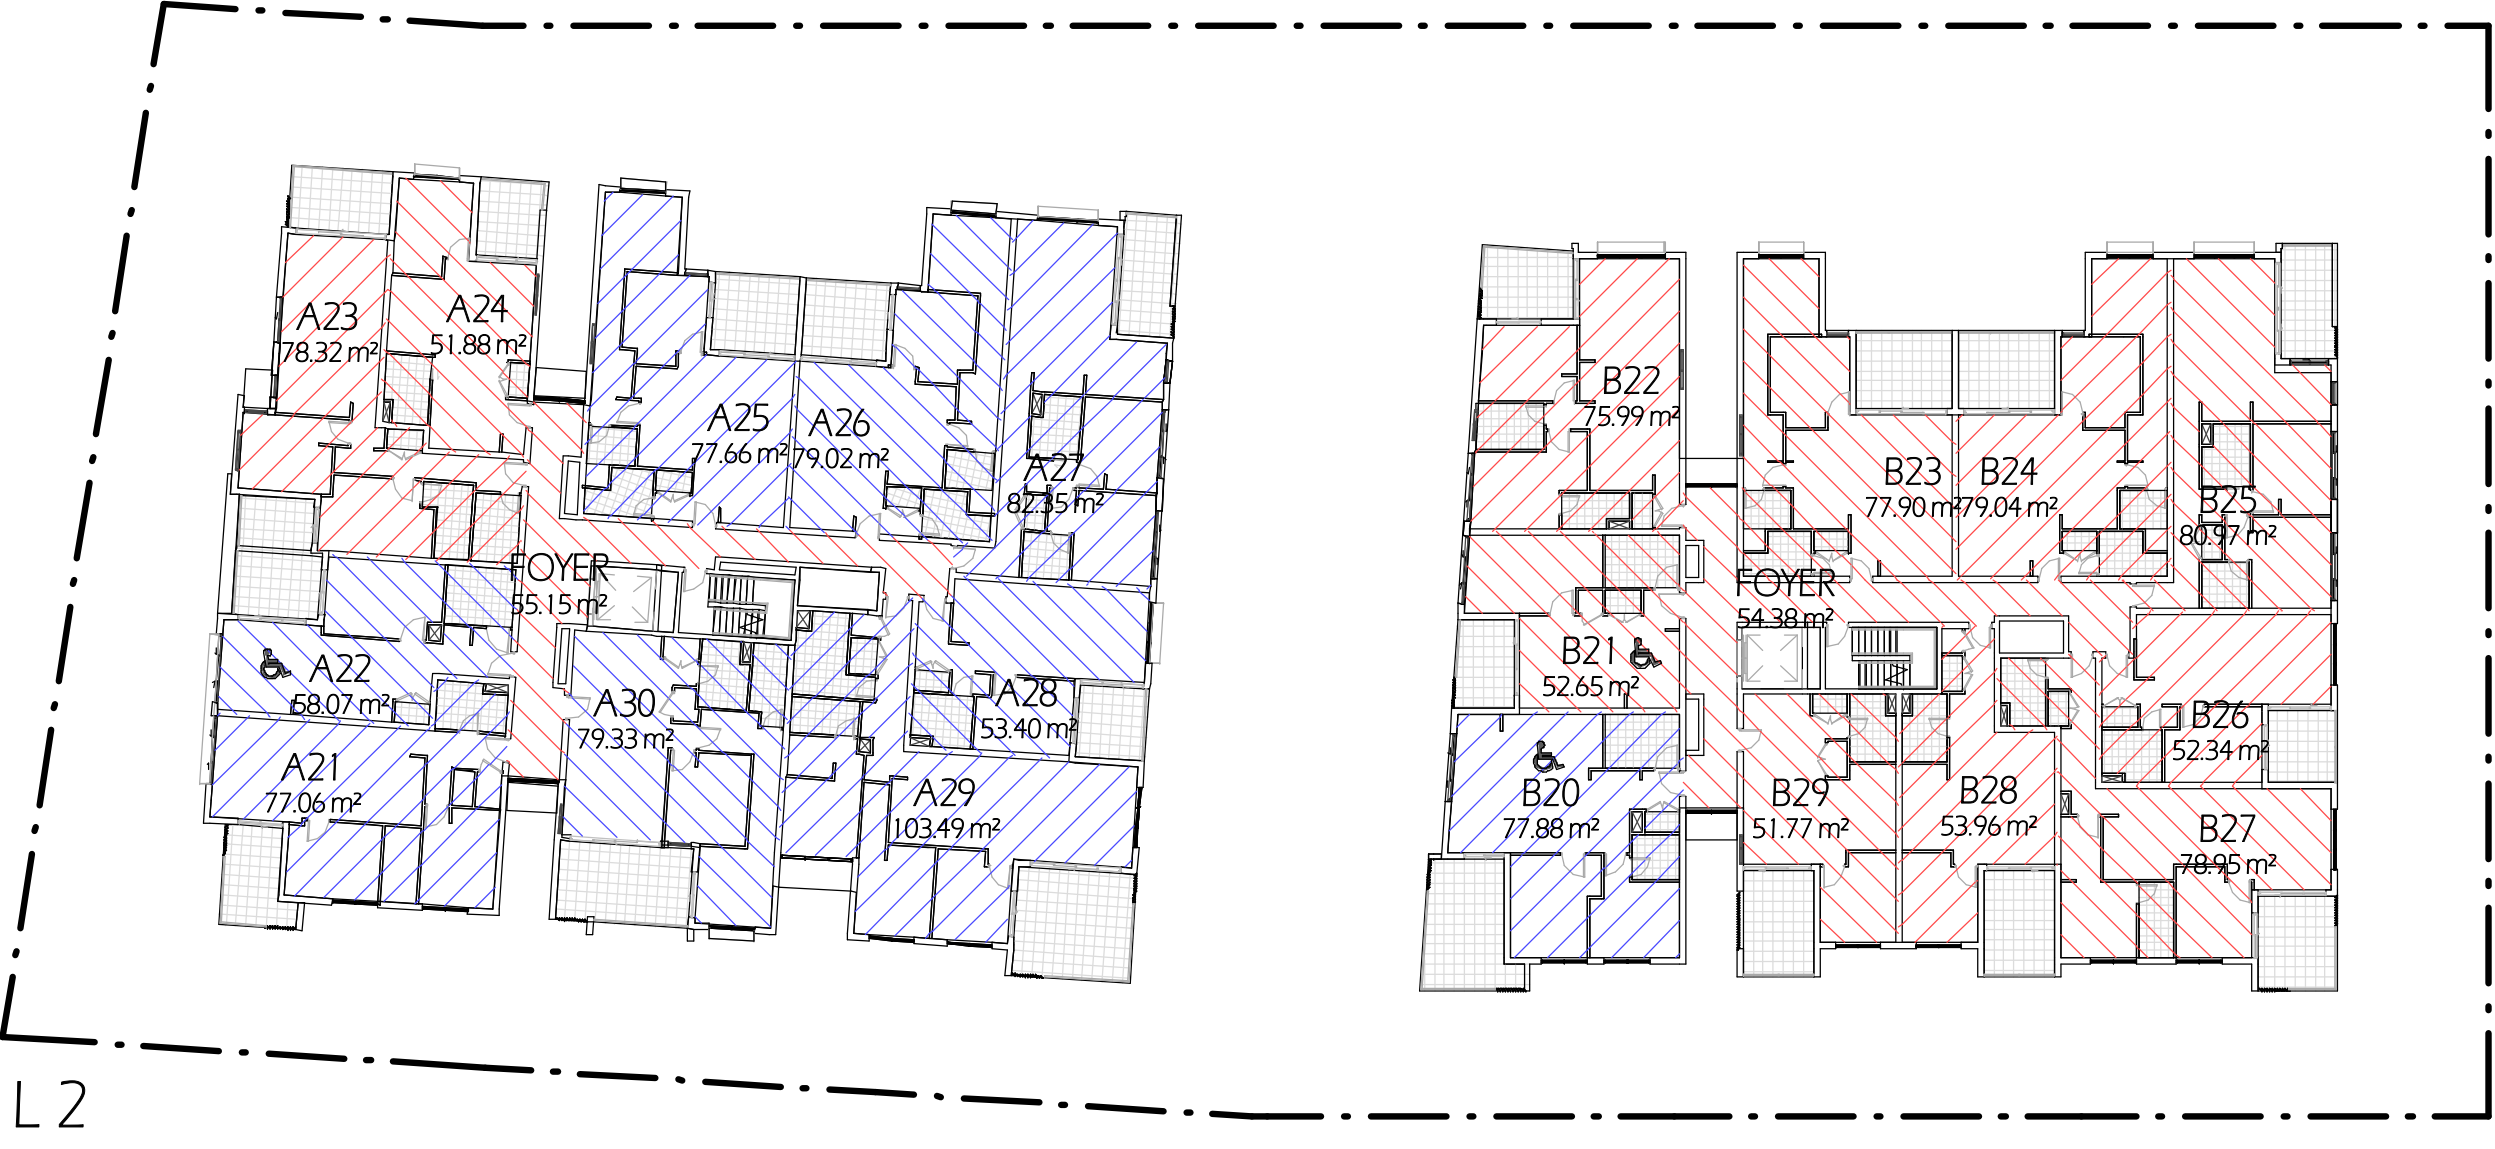 A23
78.32 m²
A24
51.88 m²
A25
77.66 m²
A26
79.02 m²
A27
82.35 m²
FOYER
55.15 m²
A22
58.07 m²
A30
79.33 m²
A28
53.40 m²
A21
77.06 m²
A29
103.49 m²
B22
75.99 m²
B23
77.90 m²
B24
79.04 m²
B25
80.97 m²
FOYER
54.38 m²
B21
52.65 m²
B26
52.34 m²
B20
77.88 m²
B29
51.77 m²
B28
53.96 m²
B27
78.95 m²
L2